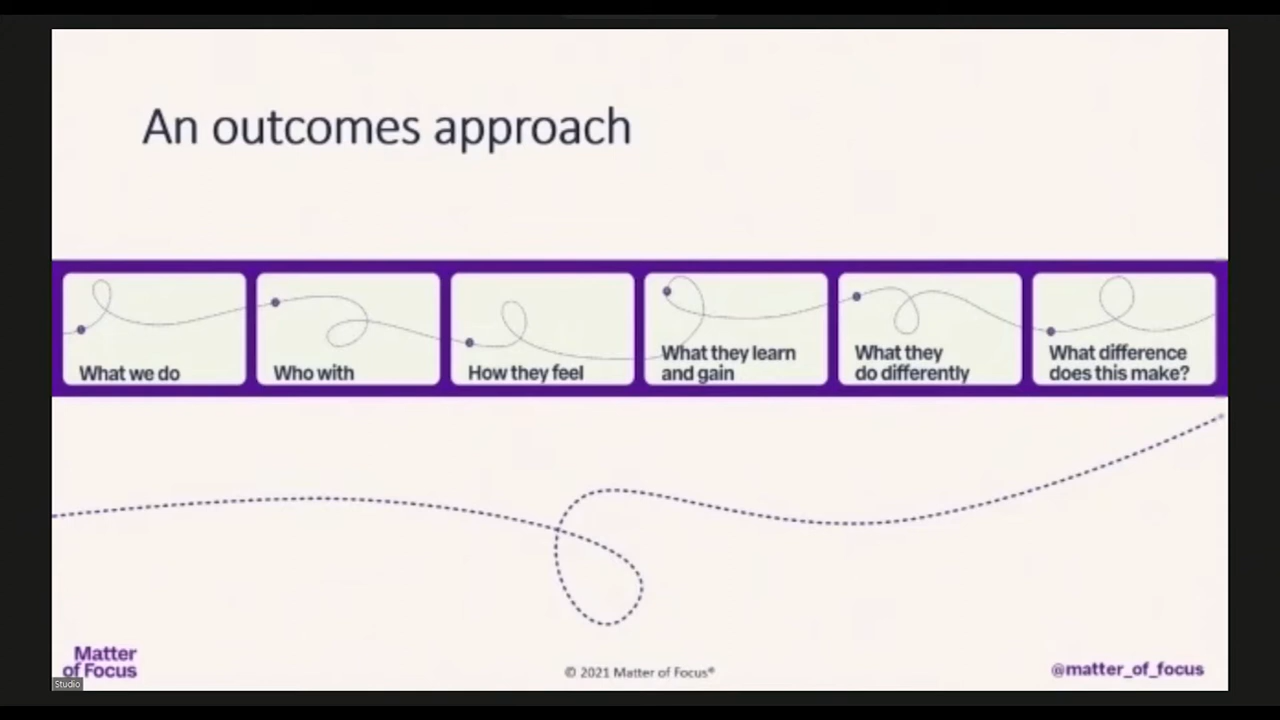 An outcomes approach
What we do
Who with
How they feel
What they learn
and gain
What they
do differently
What difference
does this make?
Matter
of Focus
Studio
© 2021 Matter of Focus®
@matter_of_focus